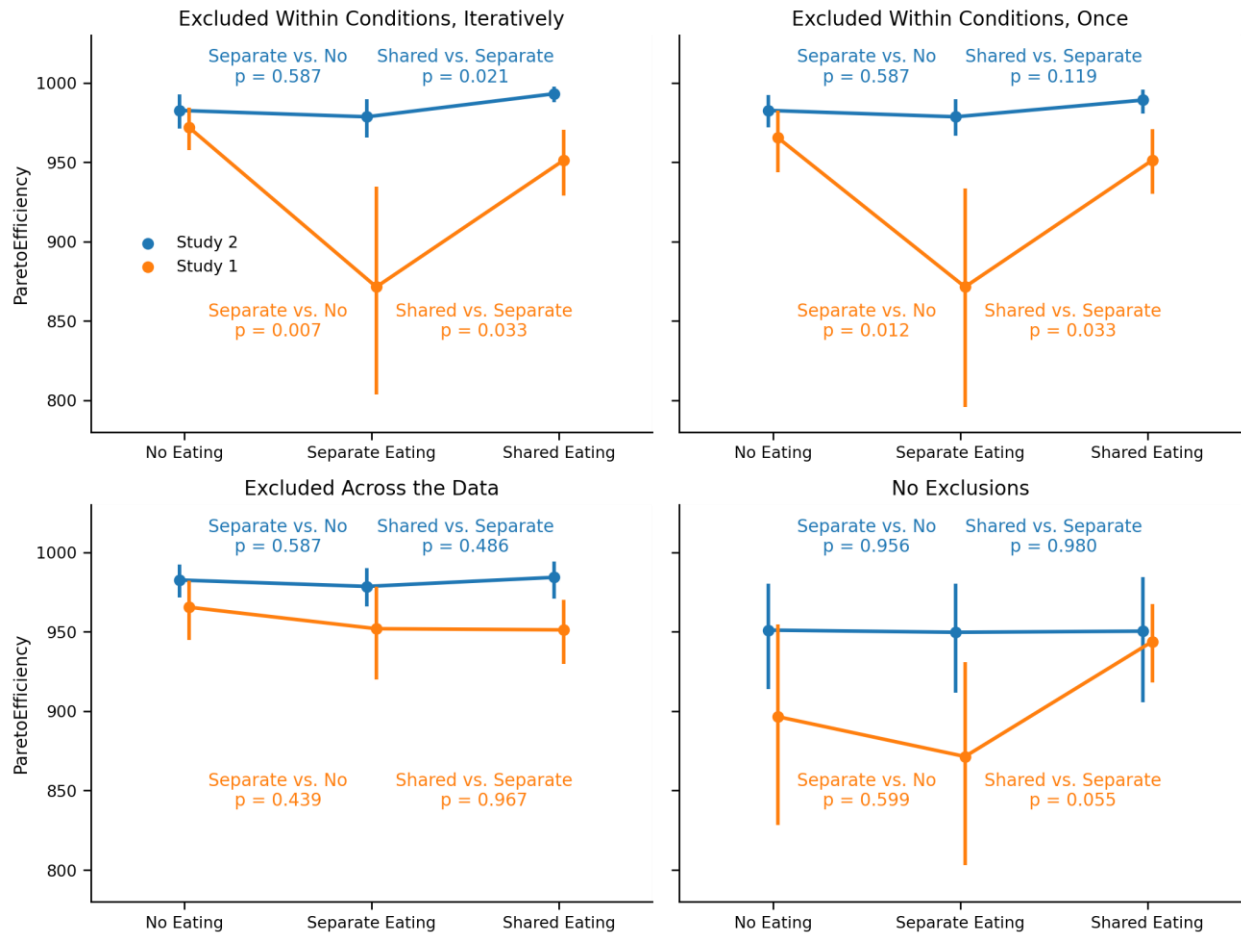 Excluded Within Conditions, Iteratively
Separate vs. No
p = 0.587
Shared vs. Separate
p = 0.021
1000
950
900
850
800
ParetoEfficiency
Study 2
Study 1
Separate vs. No
p = 0.007
Shared vs. Separate
p = 0.033
No Eating
Separate Eating
Shared Eating
Excluded Within Conditions, Once
Separate vs. No
p = 0.587
Shared vs. Separate
p = 0.119
Separate vs. No
p = 0.012
Shared vs. Separate
p = 0.033
No Eating
Separate Eating
Shared Eating
Excluded Across the Data
Separate vs. No
p = 0.587
Shared vs. Separate
p = 0.486
1000
950
900
850
800
ParetoEfficiency
Separate vs. No
p = 0.439
Shared vs. Separate
p = 0.967
No Eating
Separate Eating
Shared Eating
No Exclusions
Separate vs. No
p = 0.956
Shared vs. Separate
p = 0.980
Separate vs. No
p = 0.599
Shared vs. Separate
p = 0.055
No Eating
Separate Eating
Shared Eating